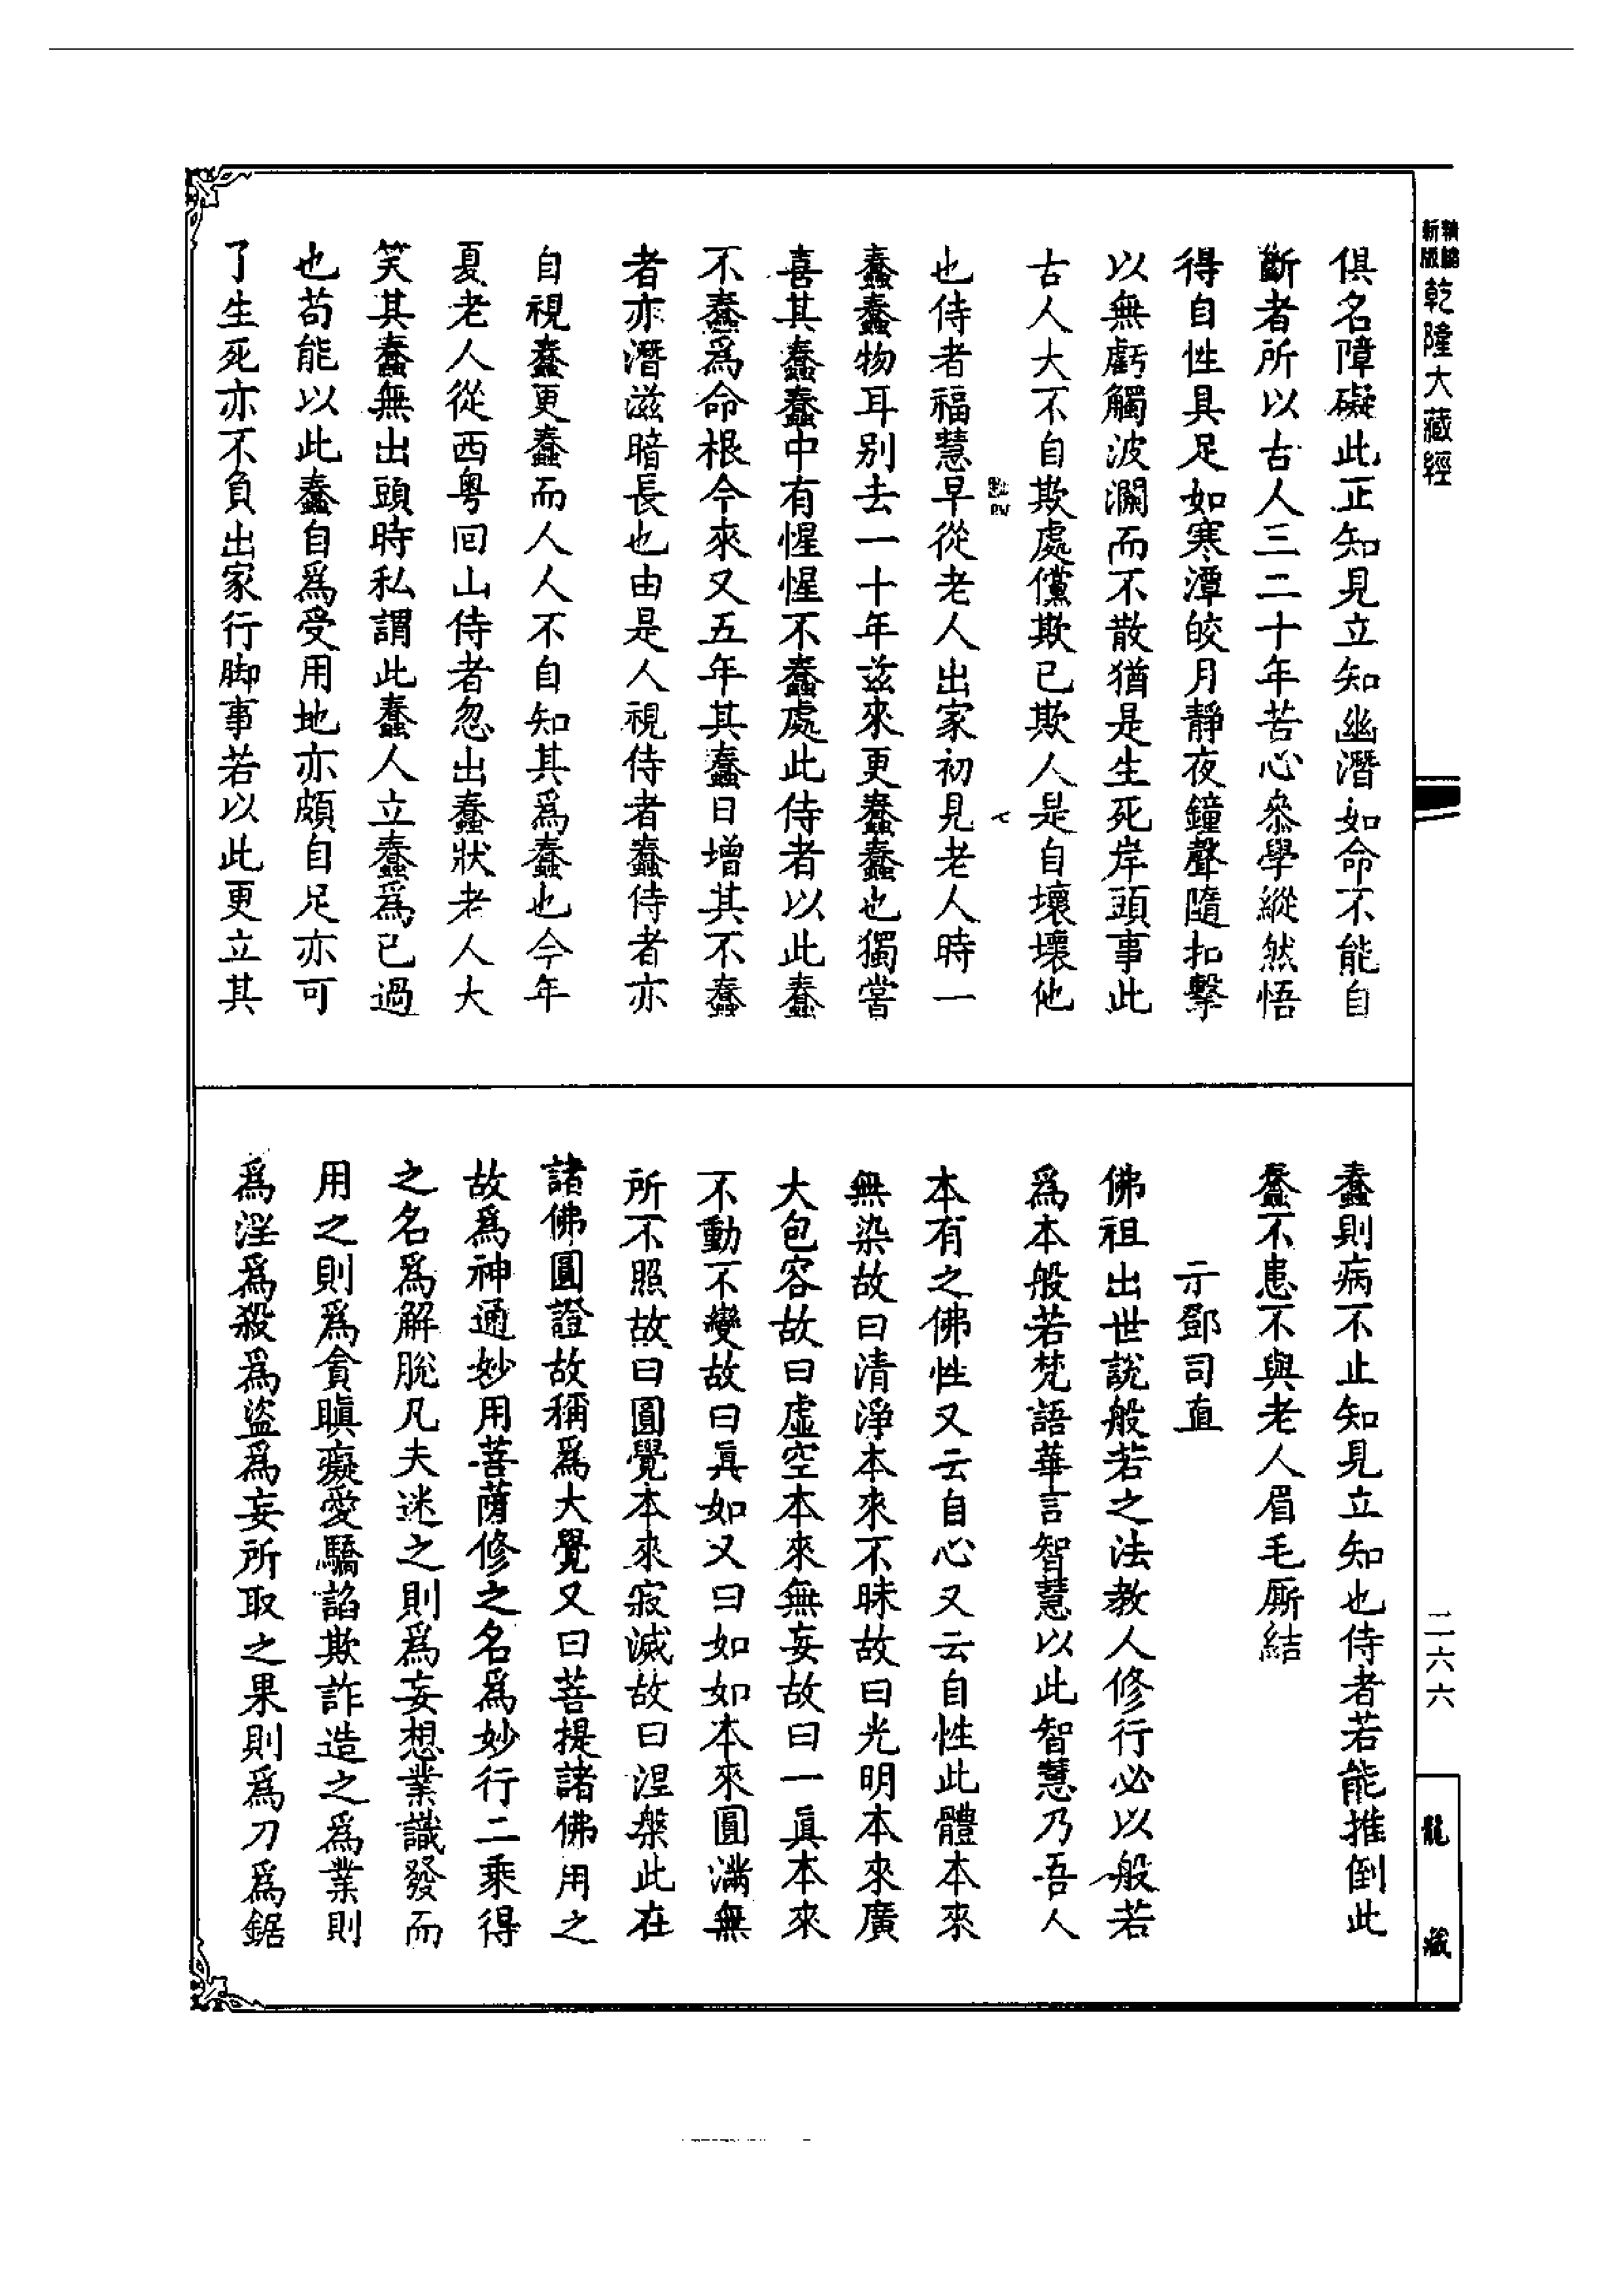 新版
精編
乾隆大藏經
俱名障礙此正知見立知幽潛如命不能自
斷者所以古人三二十年苦心叅學縱然悟
得自性具足如寒潭皎月靜夜鐘聲隨扣擊
以無虧觸波瀾而不散猶是生死岸頭事此
古人大不自欺處儻欺已欺人是自壞壞他
七
也侍者福慧早從老人出家初見老人時一
蠢蠢物耳別去一十年茲來更蠢蠢也獨嘗
喜其蠢蠢中有惺惺不蠢處此侍者以此蠢
不蠢爲命根今來又五年其蠢日增其不蠢
者亦潛滋暗長也由是人視侍者蠢侍者亦
自視蠢更蠢而人人不自知其爲蠢也今年
夏老人從西粤回山侍者忽出蠢狀老人大
笑其蠢無出頭時私謂此蠢人立蠢爲已過
也苟能以此蠢自爲受用地亦頗自足亦可
了生死亦不負出家行脚事若以此更立其
蠢則病不止知見立知也侍者若能推倒此
蠢不患不與老人眉毛厮結
示鄧司直
佛祖出世說般若之法教人修行必以般若
爲本般若梵語華言智慧以此智慧乃吾人
本有之佛性又云自心又云自性此體本來
無染故曰清淨本來不昧故曰光明本來廣
大包容故曰虛空本來無妄故曰一眞本來
不動不變故曰眞如又曰如如本來圓滿無
所不照故曰圓覺本來寂滅故曰涅槃此在
諸佛圓證故稱爲大覺又曰菩提諸佛用之
故爲神通妙用菩薩修之名爲妙行二乘得
之名爲解脫凡夫迷之則爲妄想業識發而
用之則爲貪瞋癡愛驕諂欺詐造之爲業則
爲淫爲殺爲盜爲妄所取之果則爲刀爲鋸
二六六
龍藏